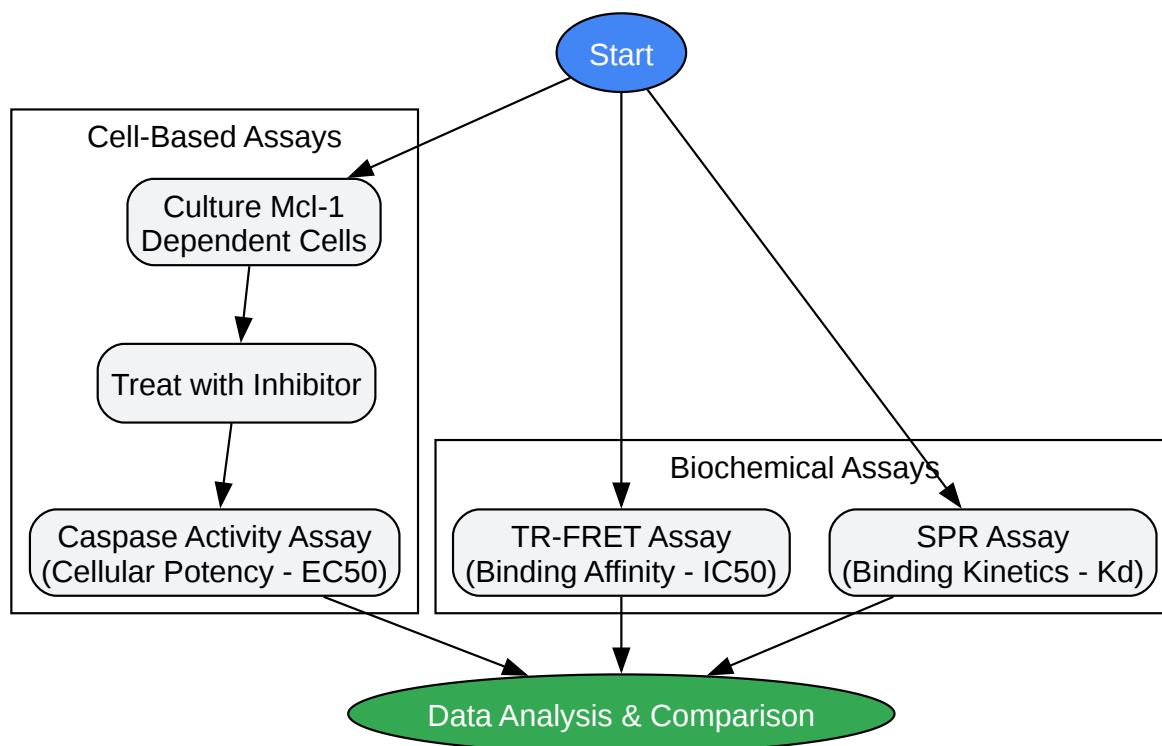 Start
Cell-Based Assays
Culture Mcl-1
Dependent Cells
Treat with Inhibitor
Caspase Activity Assay
(Cellular Potency - EC50)
Biochemical Assays
TR-FRET Assay
(Binding Affinity - IC50)
SPR Assay
(Binding Kinetics - Kd)
Data Analysis & Comparison